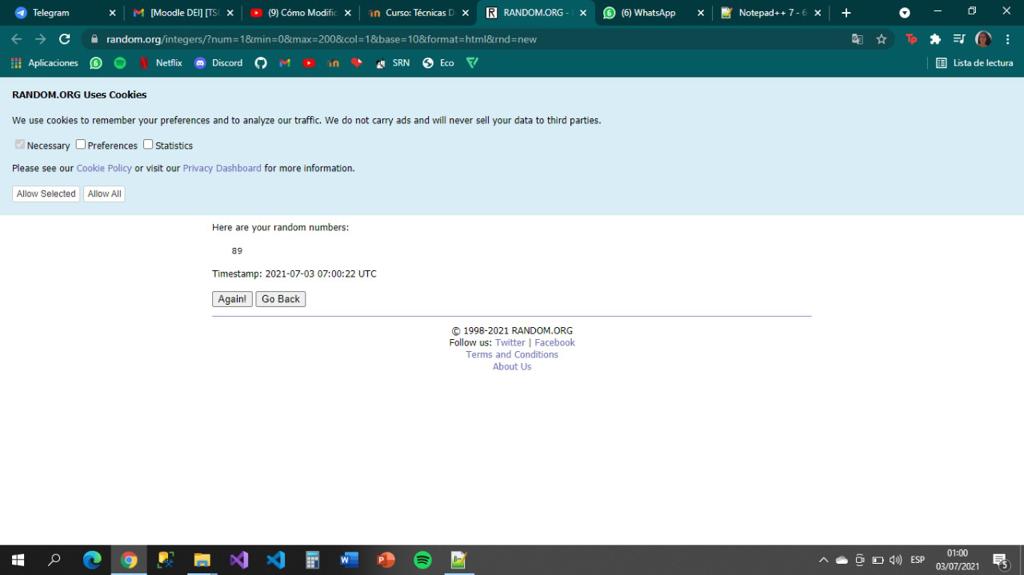 Telegram
[Moodle DEI] [TS
(9) Cómo Modific
Curso: Técnicas D
RANDOM.ORG -
(6) WhatsApp
Notepad++ 7 - 6
random.org/integers/?num=1&min=0&max=200&col=1&base=10&format=html&rnd=new
Aplicaciones
Netflix
Discord
SRN
Eco
Lista de lectura
RANDOM.ORG Uses Cookies
We use cookies to remember your preferences and to analyze our traffic. We do not carry ads and will never sell your data to third parties.
Necessary Preferences Statistics
Please see our Cookie Policy or visit our Privacy Dashboard for more information.
Allow Selected Allow All
Here are your random numbers:
89
Timestamp: 2021-07-03 07:00:22 UTC
Again! Go Back
© 1998-2021 RANDOM.ORG
Follow us: Twitter | Facebook
Terms and Conditions
About Us
ESP
01:00
03/07/2021
5